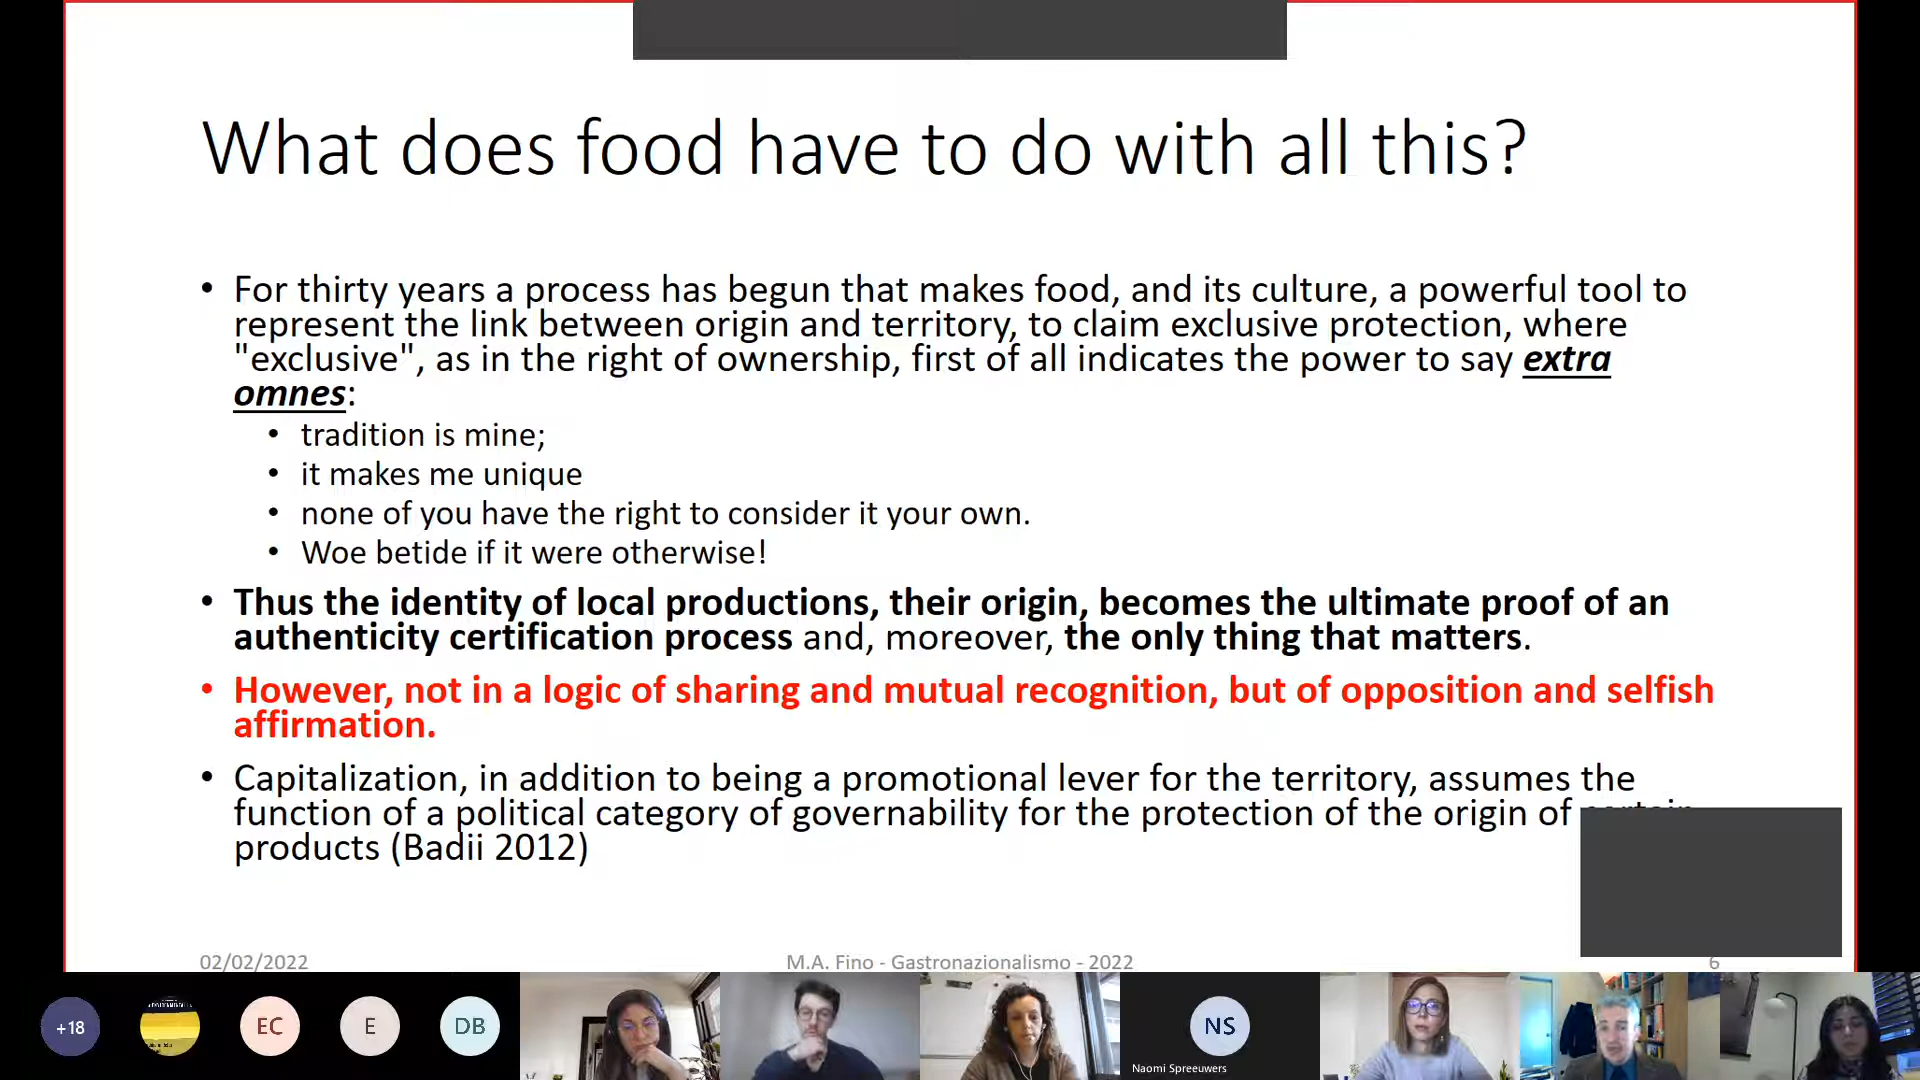 What does food have to do with all this?
• For thirty years a process has begun that makes food, and its culture, a powerful tool to
represent the link between origin and territory, to claim exclusive protection, where
"exclusive", as in the right of ownership, first of all indicates the power to say extra
omnes:
• tradition is mine;
• it makes me unique
• none of you have the right to consider it your own.
• Woe betide if it were otherwise!
• Thus the identity of local productions, their origin, becomes the ultimate proof of an
authenticity certification process and, moreover, the only thing that matters.
• However, not in a logic of sharing and mutual recognition, but of opposition and selfish
affirmation.
• Capitalization, in addition to being a promotional lever for the territory, assumes the
function of a political category of governability for the protection of the origin of
products (Badii 2012)
02/02/2022
M.A. Fino - Gastronazionalismo - 2022
6
+18
EC
E
DB
NS
Naomi Spreeuwers